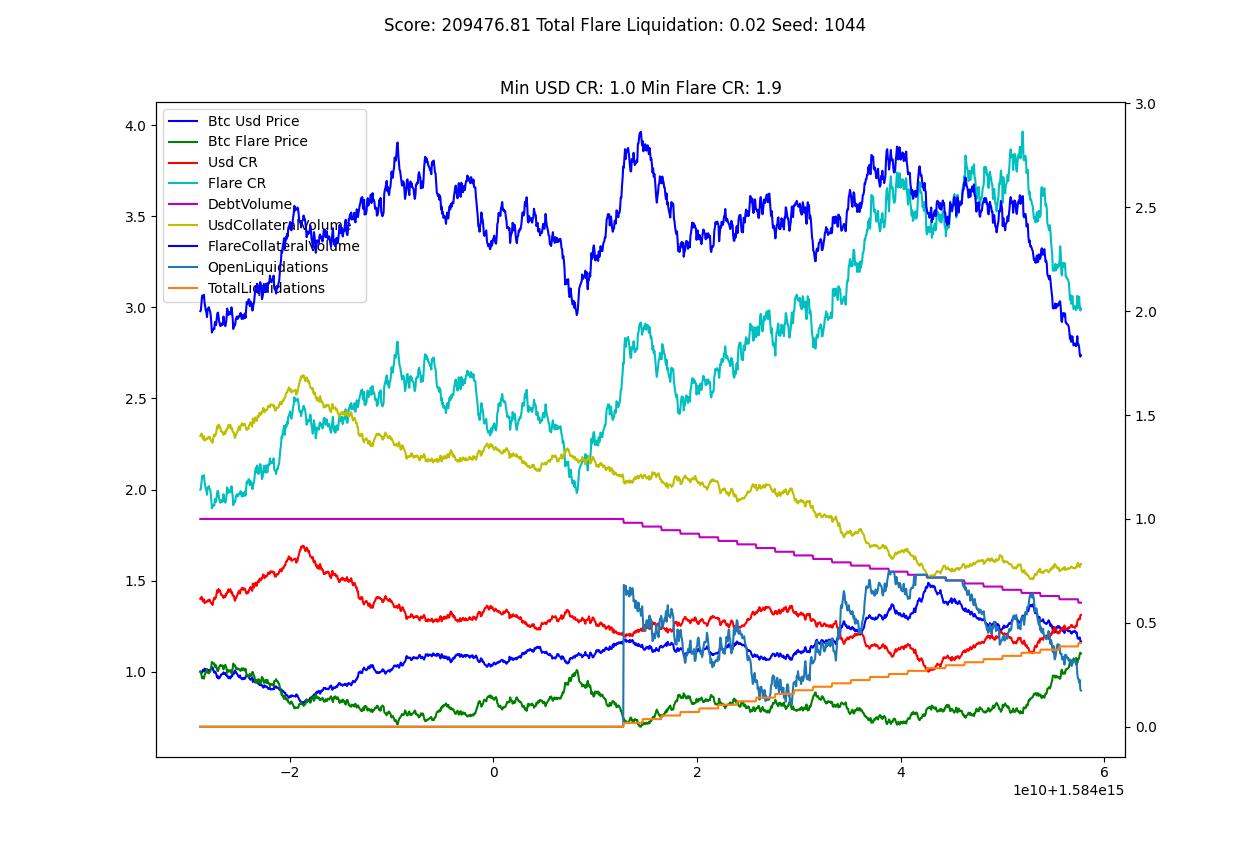 Score: 209476.81 Total Flare Liquidation: 0.02 Seed: 1044
Min USD CR: 1.0 Min Flare CR: 1.9
Btc Usd Price
Btc Flare Price
Usd CR
Flare CR
DebtVolume
UsdCollateralVolume
FlareCollateralVolume
OpenLiquidations
TotalLiquidations
4.0
3.5
3.0
2.5
2.0
1.5
1.0
3.0
2.5
2.0
1.5
1.0
0.5
0.0
−2
0
2
4
6
1e10+1.584e15